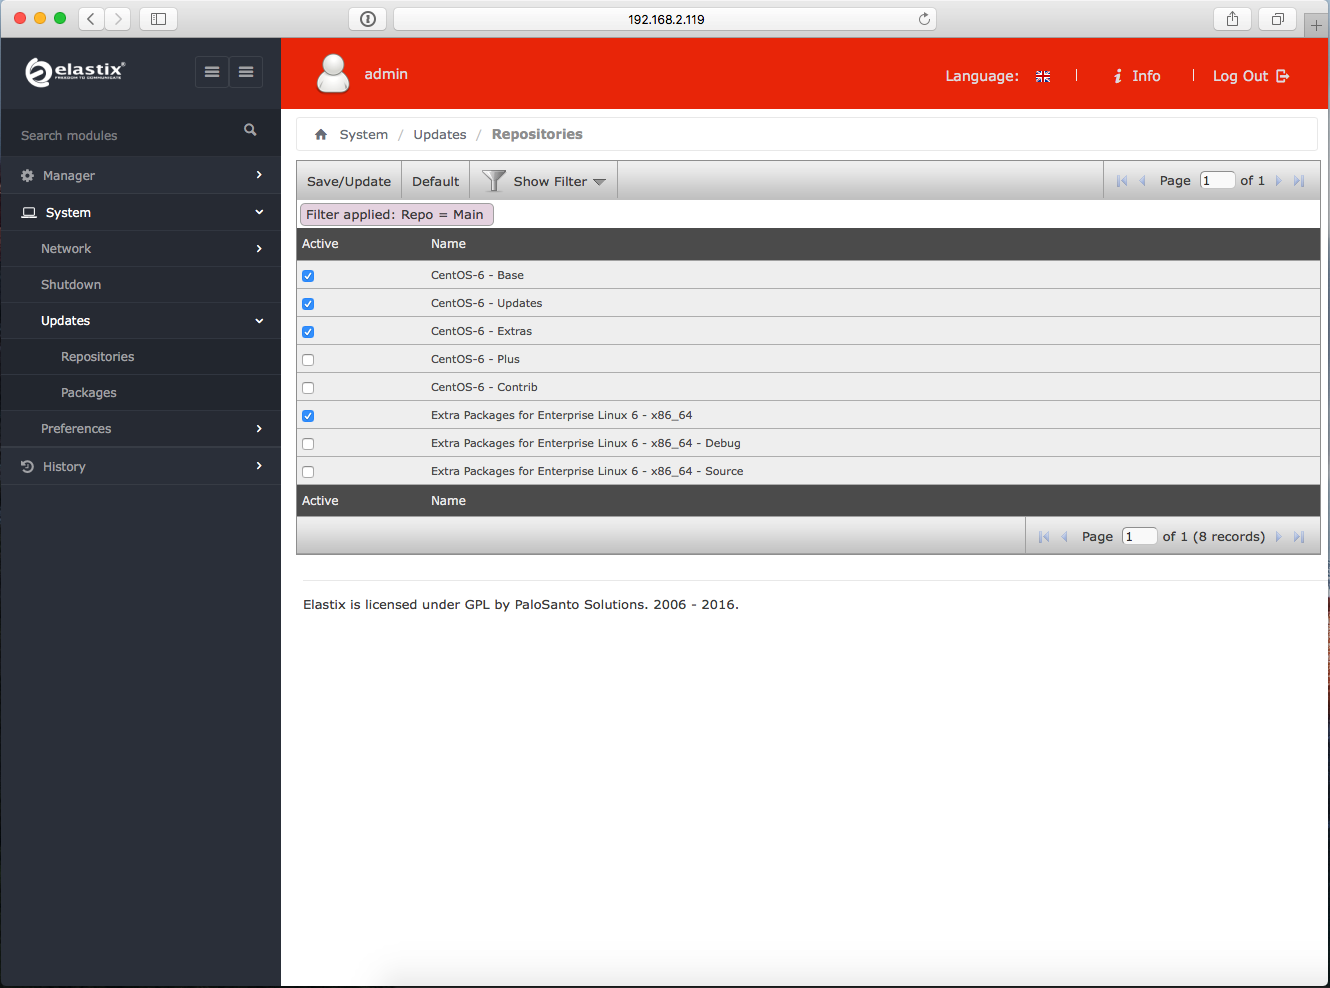 192.168.2.119
elastix®
FREEDOM TO COMMUNICATE
admin
Language:
Info
Log Out
Search modules
Manager
System
Network
Shutdown
Updates
Repositories
Packages
Preferences
History
System / Updates / Repositories
Save/Update Default Show Filter Page 1 of 1
Filter applied: Repo = Main
Active Name
CentOS-6 - Base
CentOS-6 - Updates
CentOS-6 - Extras
CentOS-6 - Plus
CentOS-6 - Contrib
Extra Packages for Enterprise Linux 6 - x86_64
Extra Packages for Enterprise Linux 6 - x86_64 - Debug
Extra Packages for Enterprise Linux 6 - x86_64 - Source
Active Name
Page 1 of 1 (8 records)
Elastix is licensed under GPL by PaloSanto Solutions. 2006 - 2016.